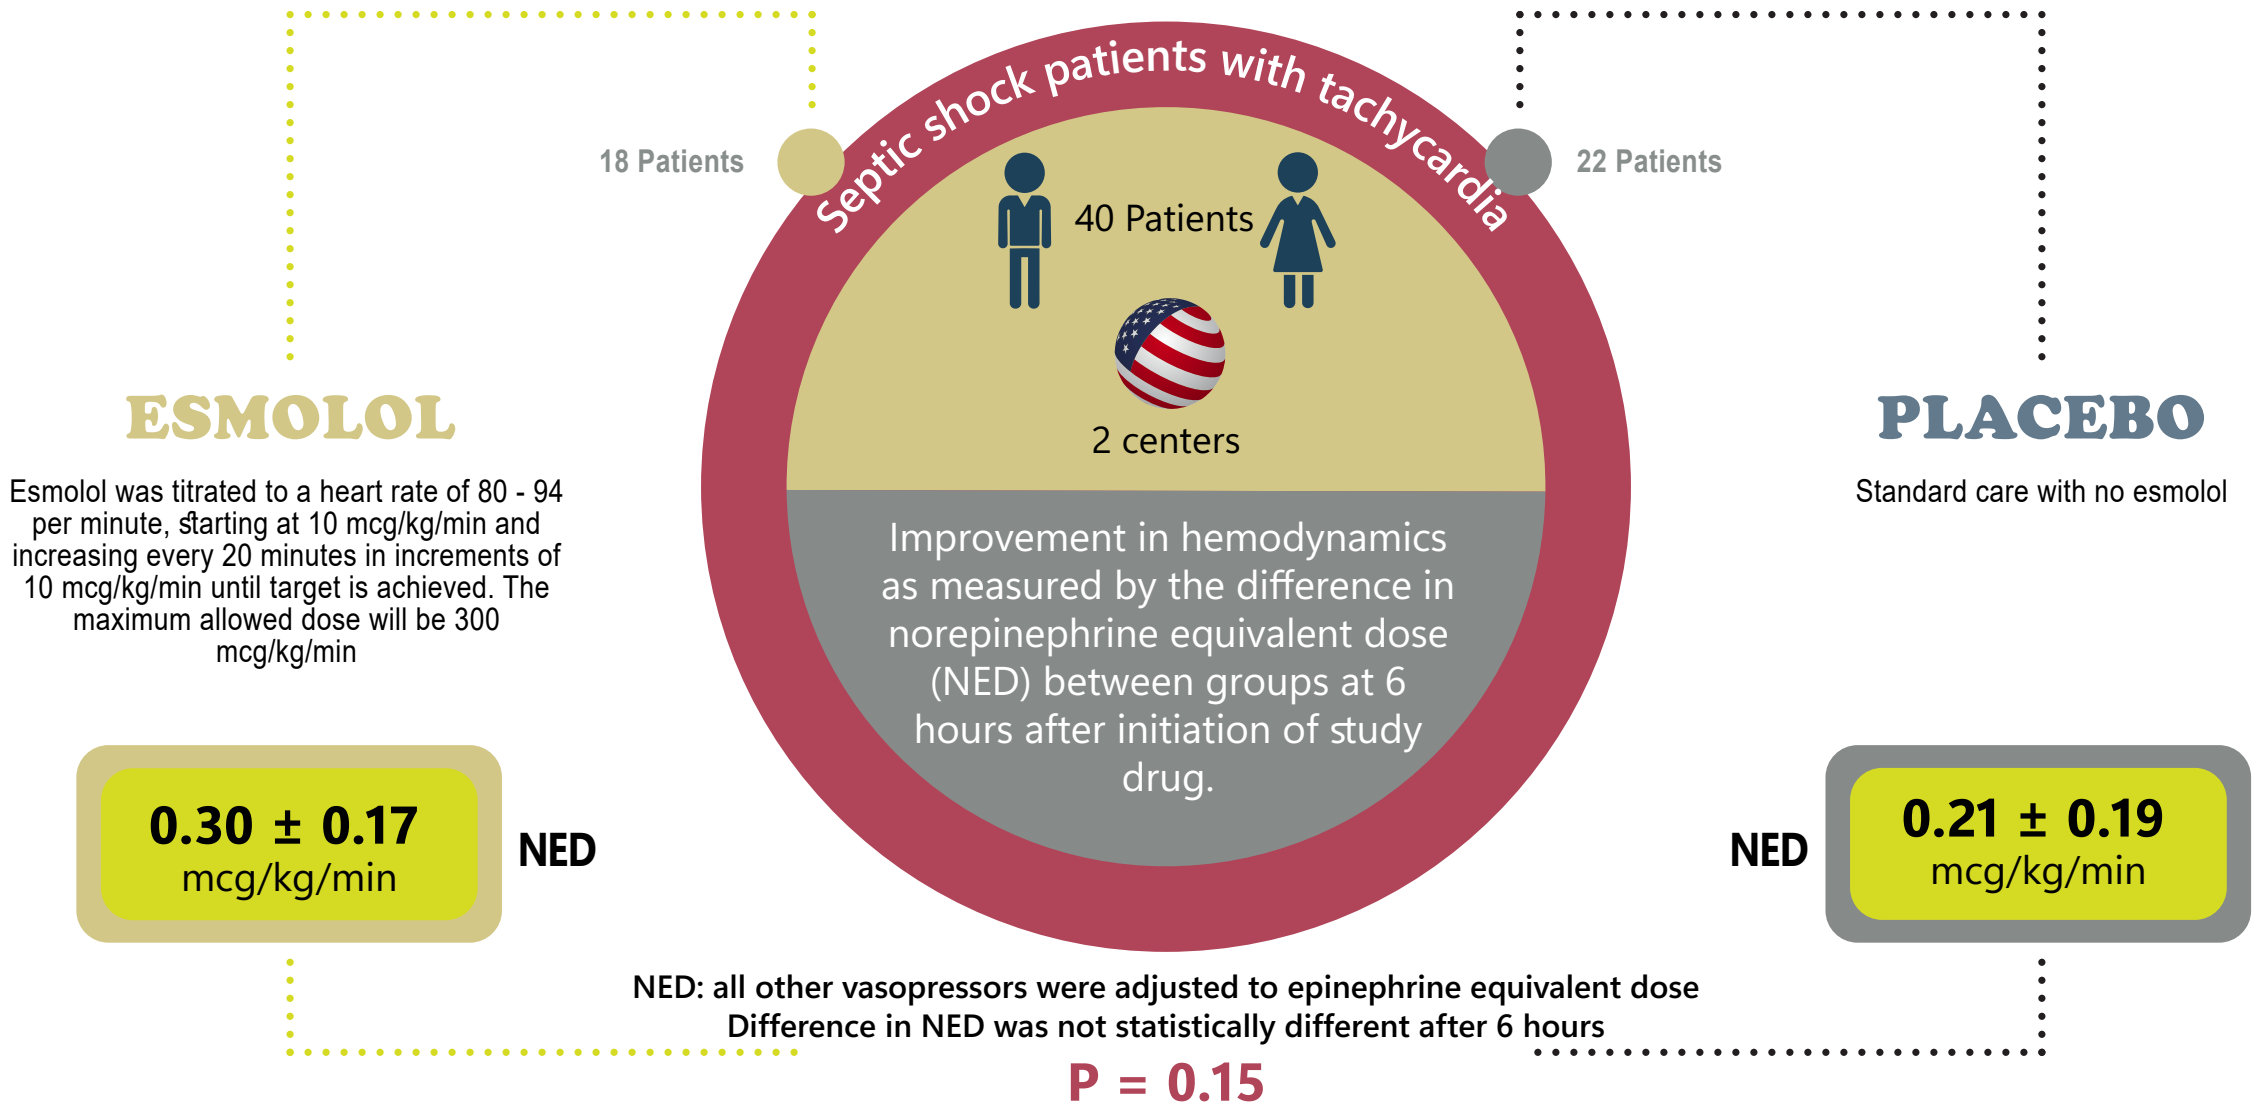 Septic shock patients with tachycardia
18 Patients
22 Patients
40 Patients
2 centers
ESMOLOL
Esmolol was titrated to a heart rate of 80 - 94
per minute, starting at 10 mcg/kg/min and
increasing every 20 minutes in increments of
10 mcg/kg/min until target is achieved. The
maximum allowed dose will be 300
mcg/kg/min
PLACEBO
Standard care with no esmolol
Improvement in hemodynamics
as measured by the difference in
norepinephrine equivalent dose
(NED) between groups at 6
hours after initiation of study
drug.
0.30 ± 0.17
mcg/kg/min
NED
NED
0.21 ± 0.19
mcg/kg/min
NED: all other vasopressors were adjusted to epinephrine equivalent dose
Difference in NED was not statistically different after 6 hours
P = 0.15